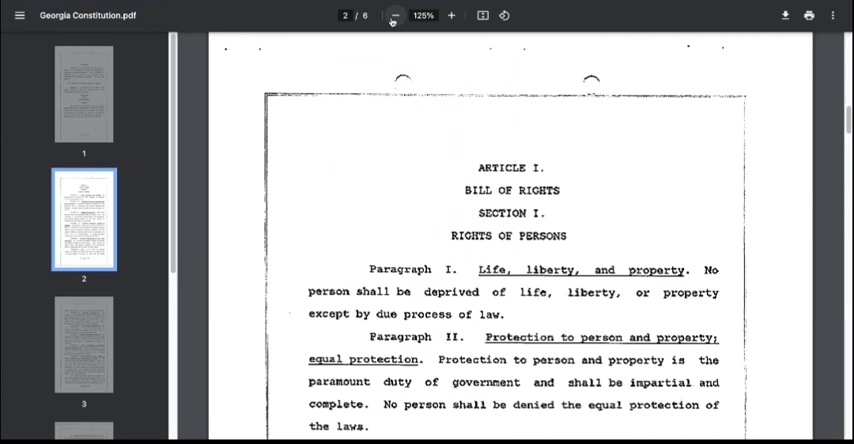 Georgia Constitution.pdf
2 / 6
125%
1
2
3
ARTICLE I.
BILL OF RIGHTS
SECTION I.
RIGHTS OF PERSONS
Paragraph I. Life, liberty, and property. No
person shall be deprived of life, liberty, or property
except by due process of law.
Paragraph II. Protection to person and property;
equal protection. Protection to person and property is the
paramount duty of government and shall be impartial and
complete. No person shall be denied the equal protection of
the laws.